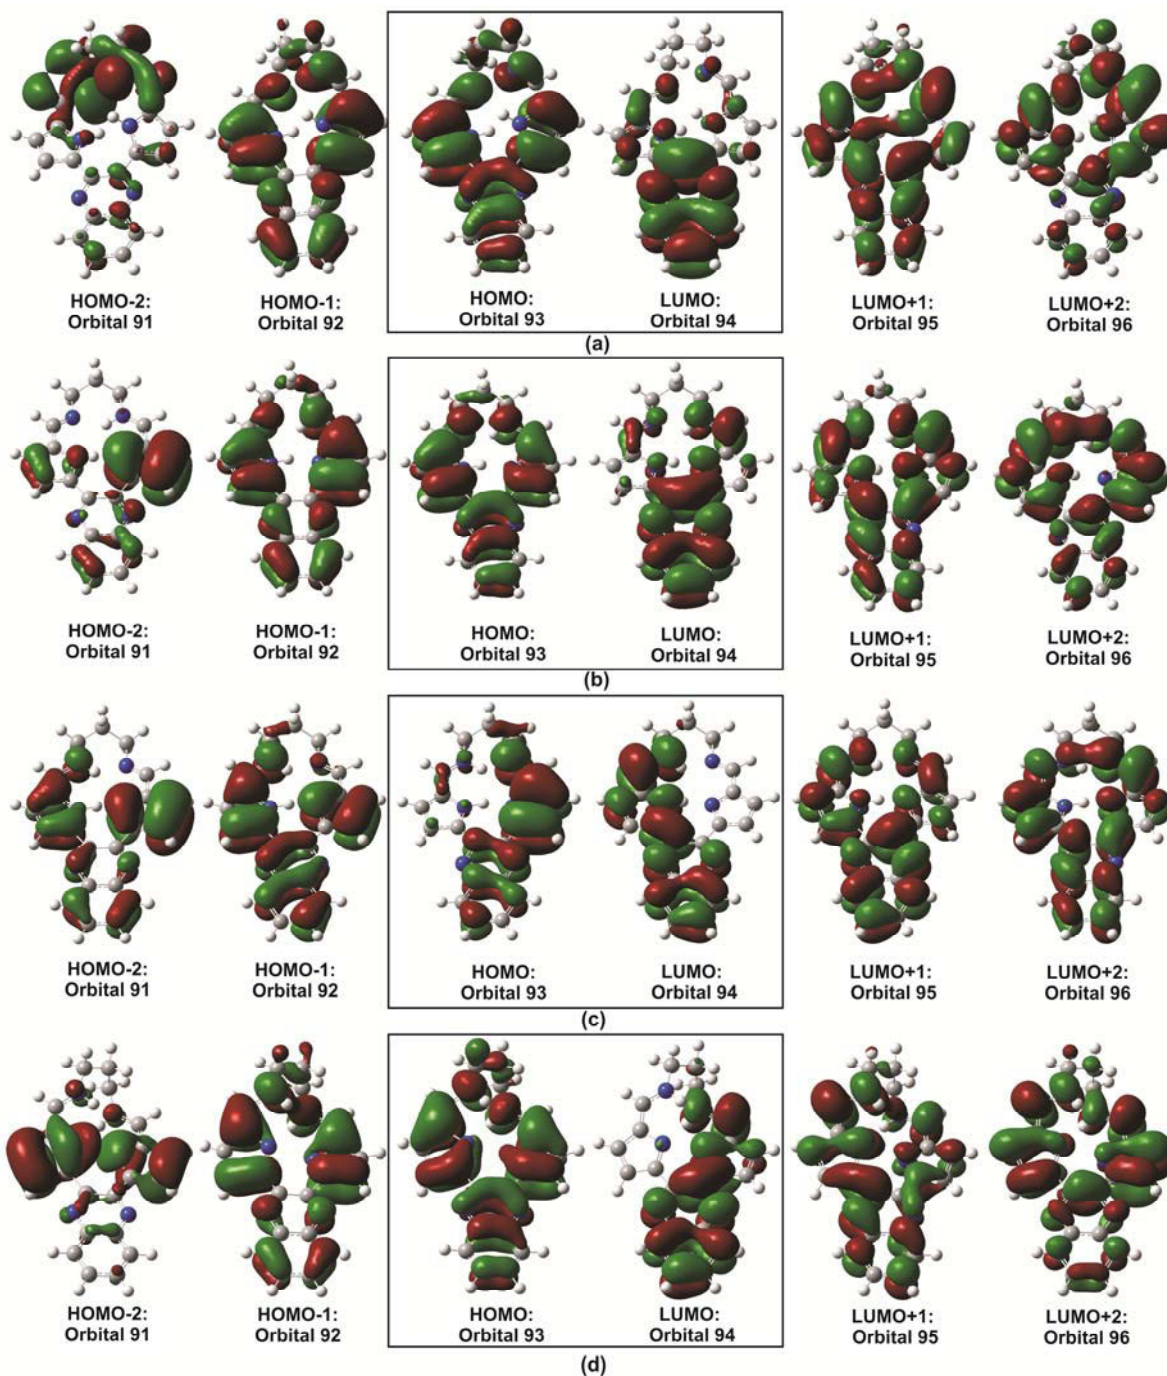 HOMO-2: HOMO-1: HOMO: LUMO: LUMO+1: LUMO+2:
Orbital 91 Orbital 92 Orbital 93 Orbital 94 Orbital 95 Orbital 96
(a)
HOMO-2: HOMO-1: HOMO: LUMO: LUMO+1: LUMO+2:
Orbital 91 Orbital 92 Orbital 93 Orbital 94 Orbital 95 Orbital 96
(b)
HOMO-2: HOMO-1: HOMO: LUMO: LUMO+1: LUMO+2:
Orbital 91 Orbital 92 Orbital 93 Orbital 94 Orbital 95 Orbital 96
(c)
HOMO-2: HOMO-1: HOMO: LUMO: LUMO+1: LUMO+2:
Orbital 91 Orbital 92 Orbital 93 Orbital 94 Orbital 95 Orbital 96
(d)